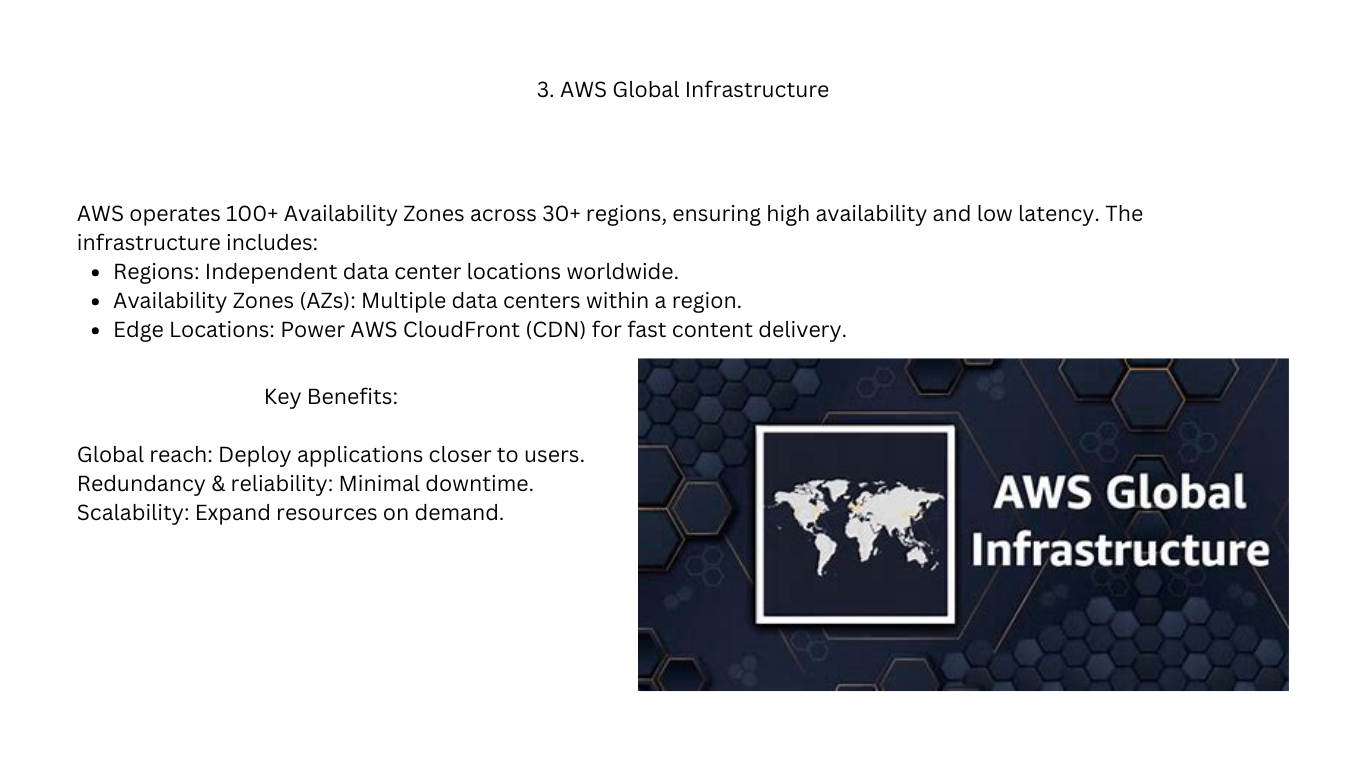 3. AWS Global Infrastructure
AWS operates 100+ Availability Zones across 30+ regions, ensuring high availability and low latency. The
infrastructure includes:
• Regions: Independent data center locations worldwide.
• Availability Zones (AZs): Multiple data centers within a region.
• Edge Locations: Power AWS CloudFront (CDN) for fast content delivery.
Key Benefits:
Global reach: Deploy applications closer to users.
Redundancy & reliability: Minimal downtime.
Scalability: Expand resources on demand.
AWS Global
Infrastructure